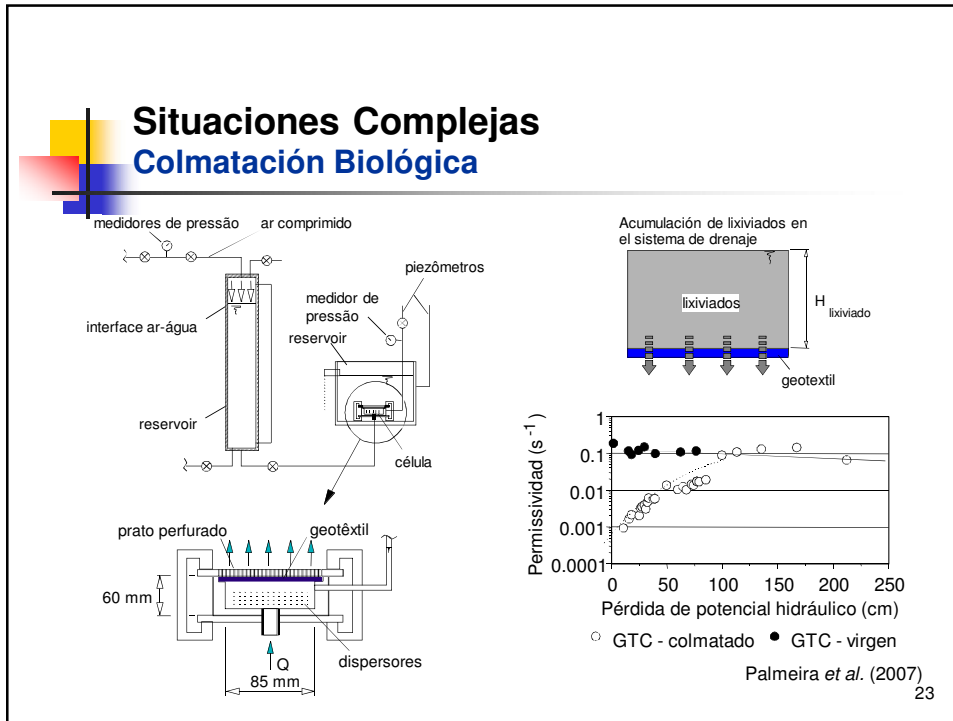 Situaciones Complejas
Colmatación Biológica
medidores de pressão
ar comprimido
piezômetros
medidor de
pressão
interface ar-água
reservoir
reservoir
célula
prato perfurado
geotêxtil
60 mm
Q
dispersores
85 mm
Acumulación de lixiviados en
el sistema de drenaje
lixiviados
H lixiviado
geotextil
Permissividad (s-1)
1
0.1
0.01
0.001
0.0001
0 50 100 150 200 250
Pérdida de potencial hidráulico (cm)
GTC - colmatado GTC - virgen
Palmeira et al. (2007)
23